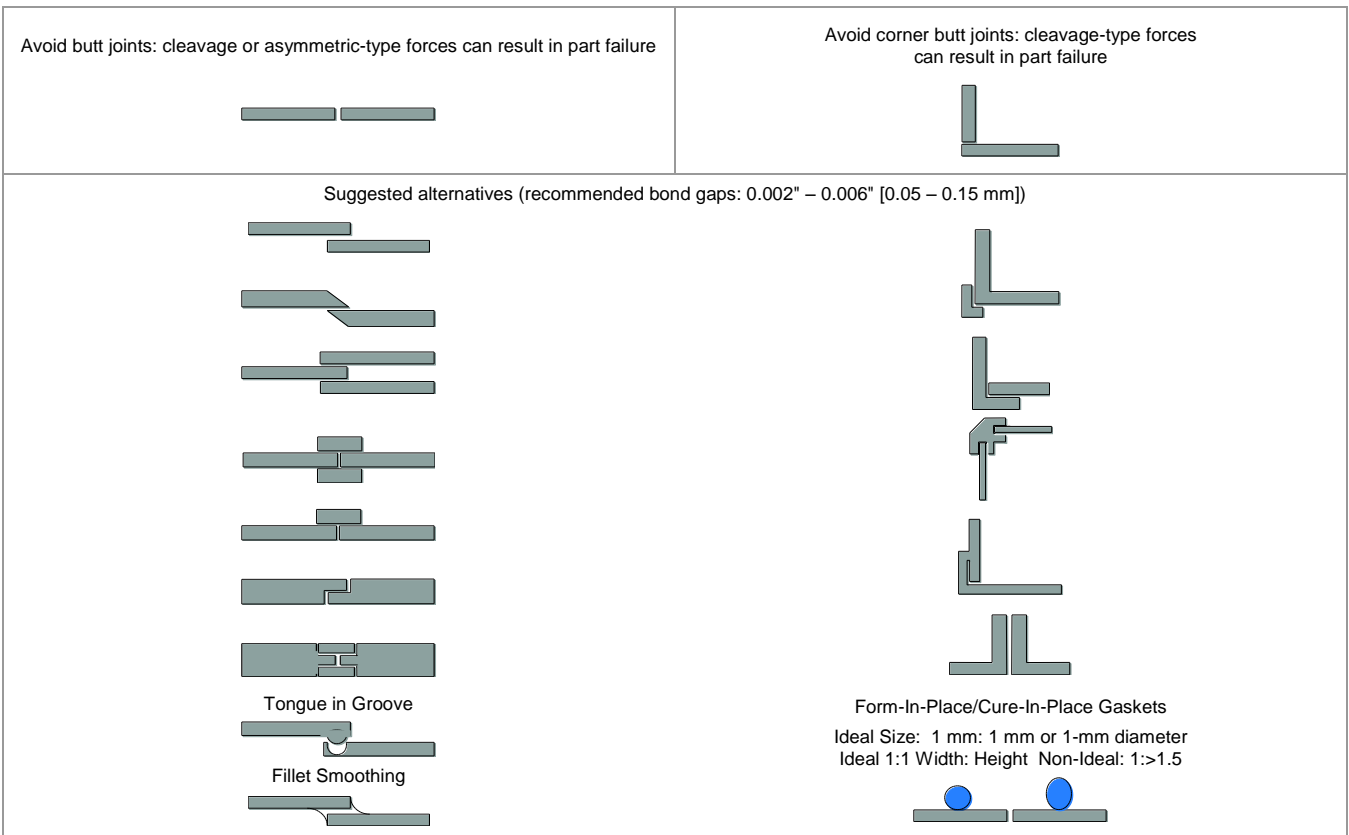 Avoid butt joints: cleavage or asymmetric-type forces can result in part failure
Avoid corner butt joints: cleavage-type forces
can result in part failure
Suggested alternatives (recommended bond gaps: 0.002" – 0.006" [0.05 – 0.15 mm])
Tongue in Groove
Fillet Smoothing
Form-In-Place/Cure-In-Place Gaskets
Ideal Size:  1 mm: 1 mm or 1-mm diameter
Ideal 1:1 Width: Height  Non-Ideal: 1:>1.5